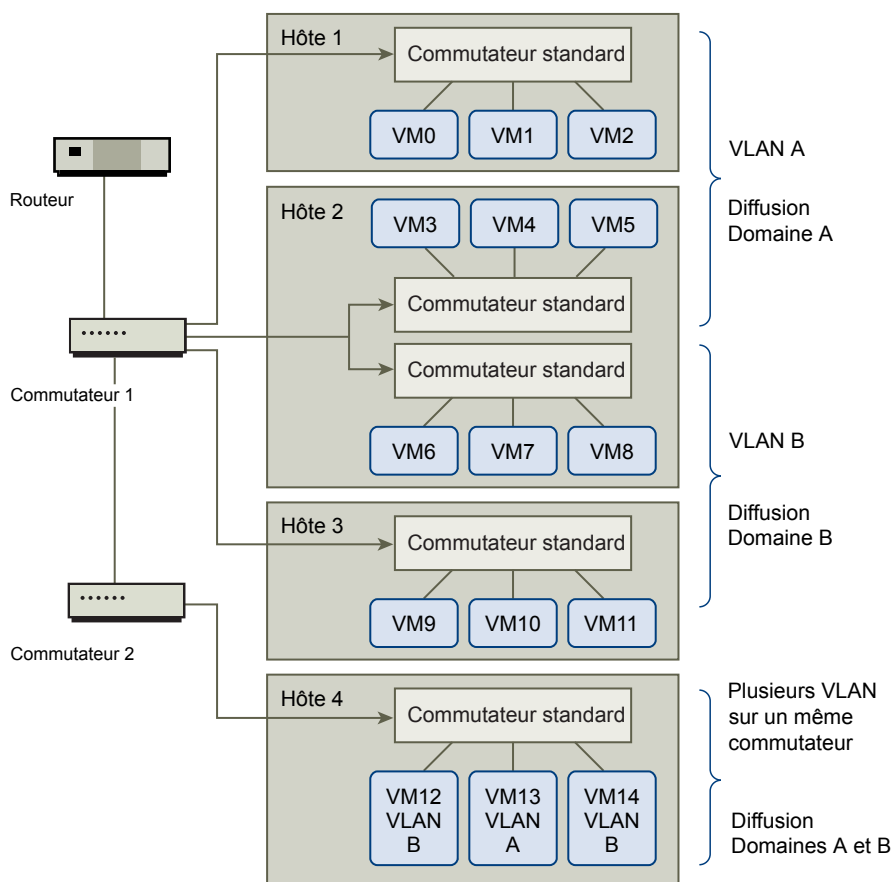 Hôte 1
Commutateur standard
VM0
VM1
VM2
VLAN A
Diffusion
Domaine A
Routeur
Hôte 2
VM3
VM4
VM5
Commutateur standard
Commutateur standard
VM6
VM7
VM8
Commutateur 1
VLAN B
Diffusion
Domaine B
Hôte 3
Commutateur standard
VM9
VM10
VM11
Commutateur 2
Hôte 4
Commutateur standard
VM12
VLAN
B
VM13
VLAN
A
VM14
VLAN
B
Plusieurs VLAN
sur un même
commutateur
Diffusion
Domaines A et B